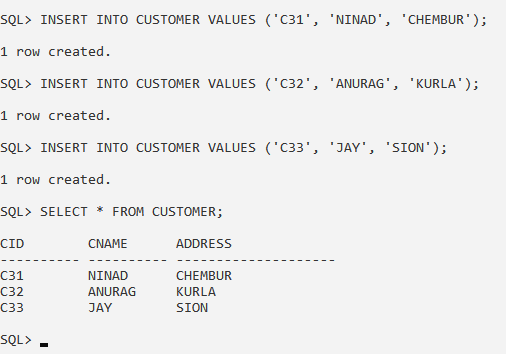 SQL> INSERT INTO CUSTOMER VALUES ('C31', 'NINAD', 'CHEMBUR');
1 row created.
SQL> INSERT INTO CUSTOMER VALUES ('C32', 'ANURAG', 'KURLA');
1 row created.
SQL> INSERT INTO CUSTOMER VALUES ('C33', 'JAY', 'SION');
1 row created.
SQL> SELECT * FROM CUSTOMER;
CID        CNAME      ADDRESS
---------- ---------- --------------------
C31        NINAD      CHEMBUR
C32        ANURAG     KURLA
C33        JAY        SION
SQL>